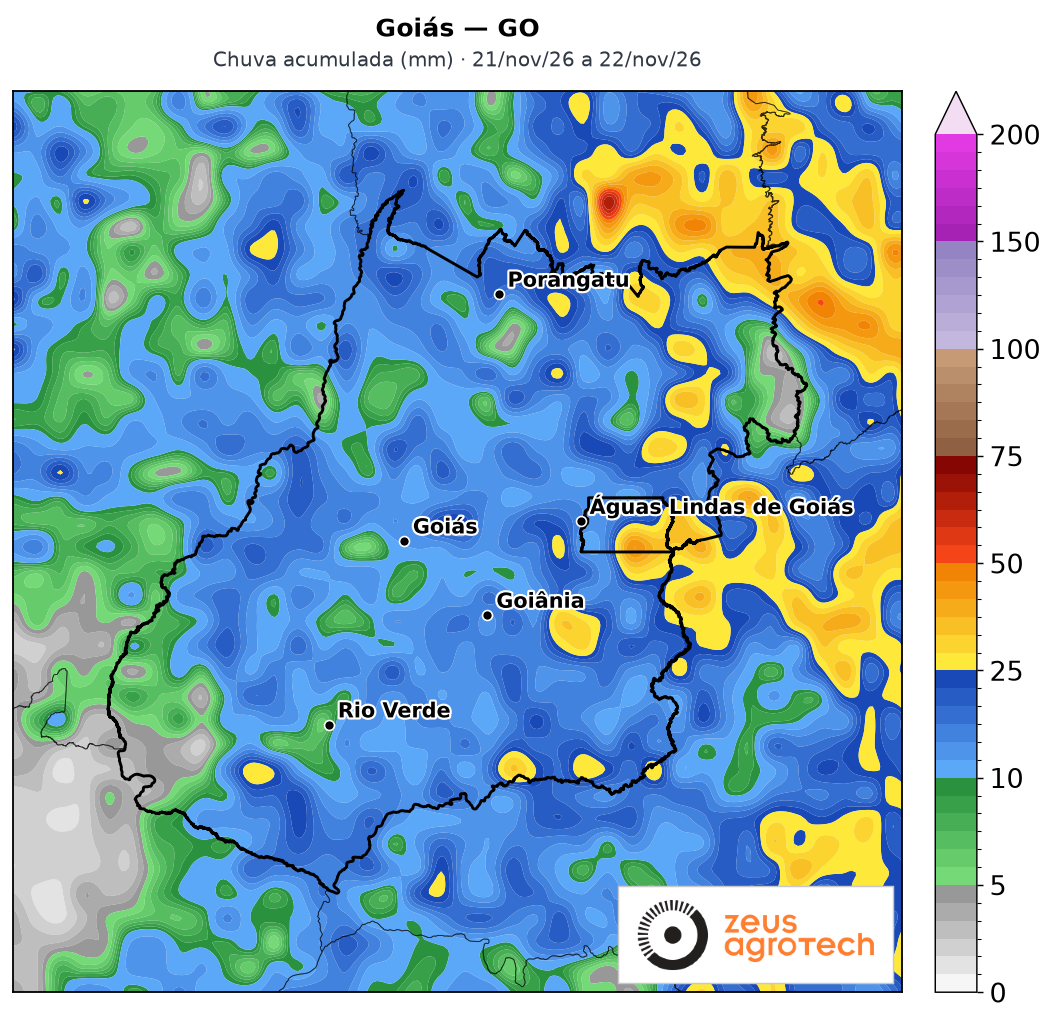 Goiás — GO
Chuva acumulada (mm) · 21/nov/26 a 22/nov/26
200
150
100
75
50
25
10
5
0
Porangatu
Águas Lindas de Goiás
Goiás
Goiânia
Rio Verde
zeus
agrotech